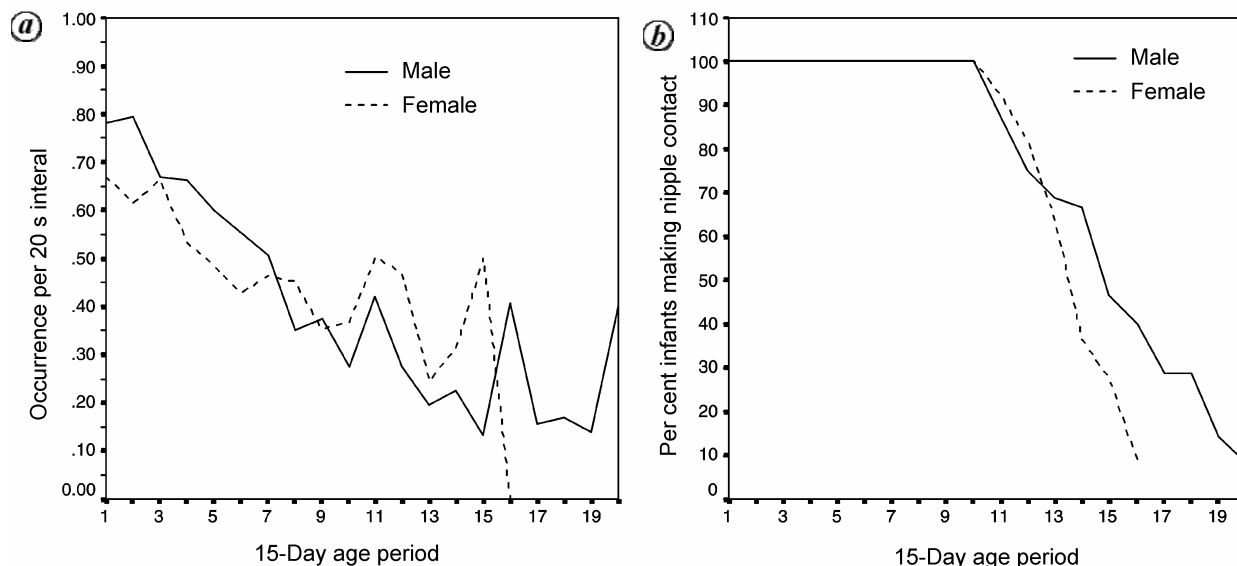 a
1.00
.90
.80
.70
.60
.50
.40
.30
.20
.10
0.00
Occurrence per 20 s interal
Male
Female
1 3 5 7 9 11 13 15 17 19
15-Day age period
b
110
100
90
80
70
60
50
40
30
20
10
0
Per cent infants making nipple contact
Male
Female
1 3 5 7 9 11 13 15 17 19
15-Day age period